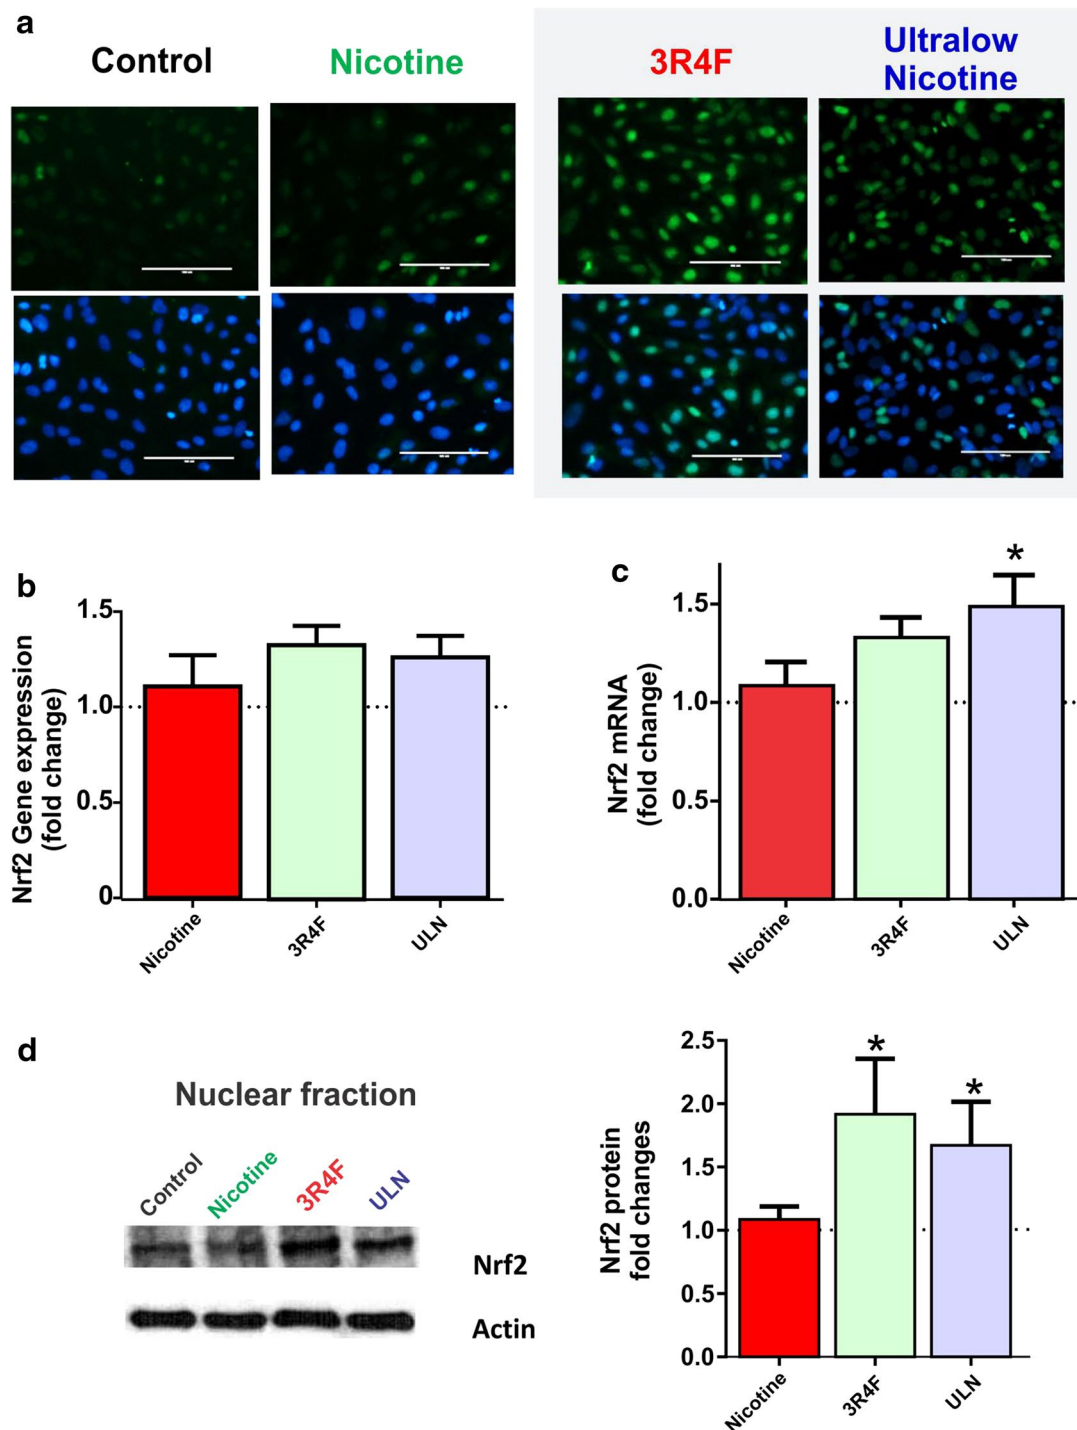 a
Control
Nicotine
3R4F
Ultralow
Nicotine
b
Nrf2 Gene expression
(fold change)
1.5
1.0
0.5
0
Nicotine
3R4F
ULN
c
Nrf2 mRNA
(fold change)
1.5
1.0
0.5
0.0
*
Nicotine
3R4F
ULN
d
Nuclear fraction
Control
Nicotine
3R4F
ULN
Nrf2
Actin
Nrf2 protein
fold changes
2.5
2.0
1.5
1.0
0.5
0.0
*
*
Nicotine
3R4F
ULN